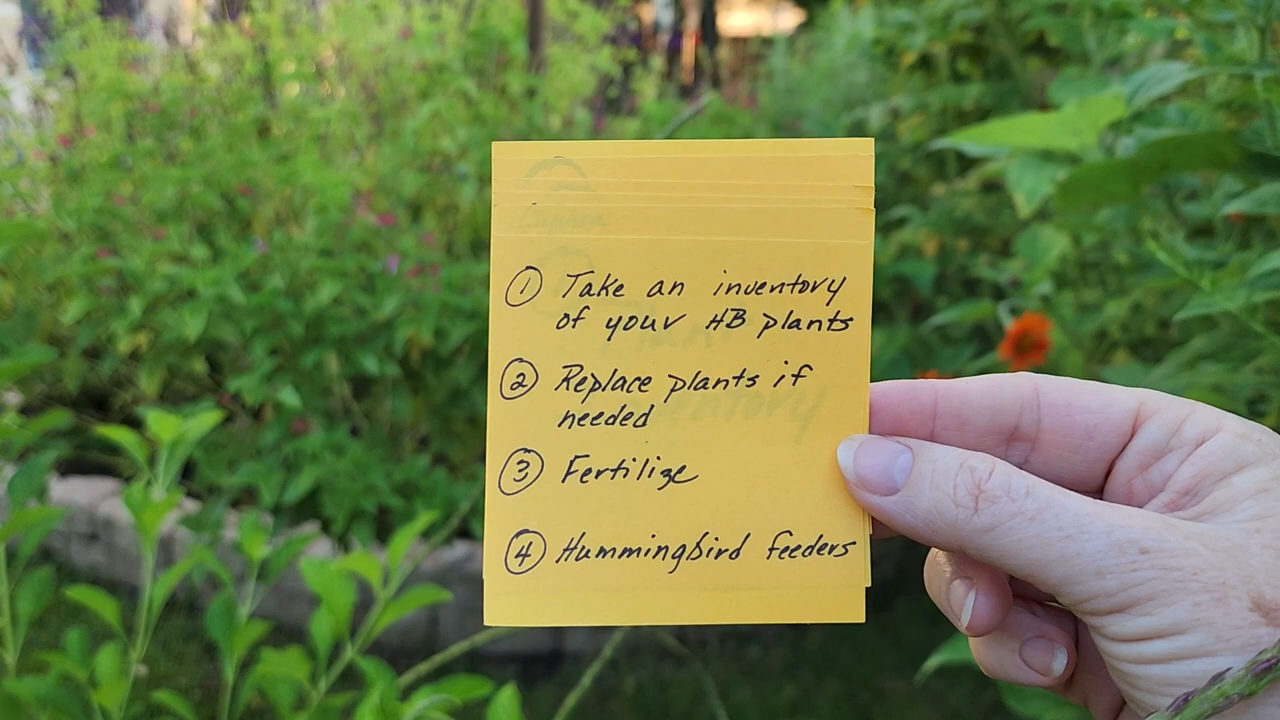 ① Take an inventory
of your HB plants
② Replace plants if
needed
③ Fertilize
④ Hummingbird feeders